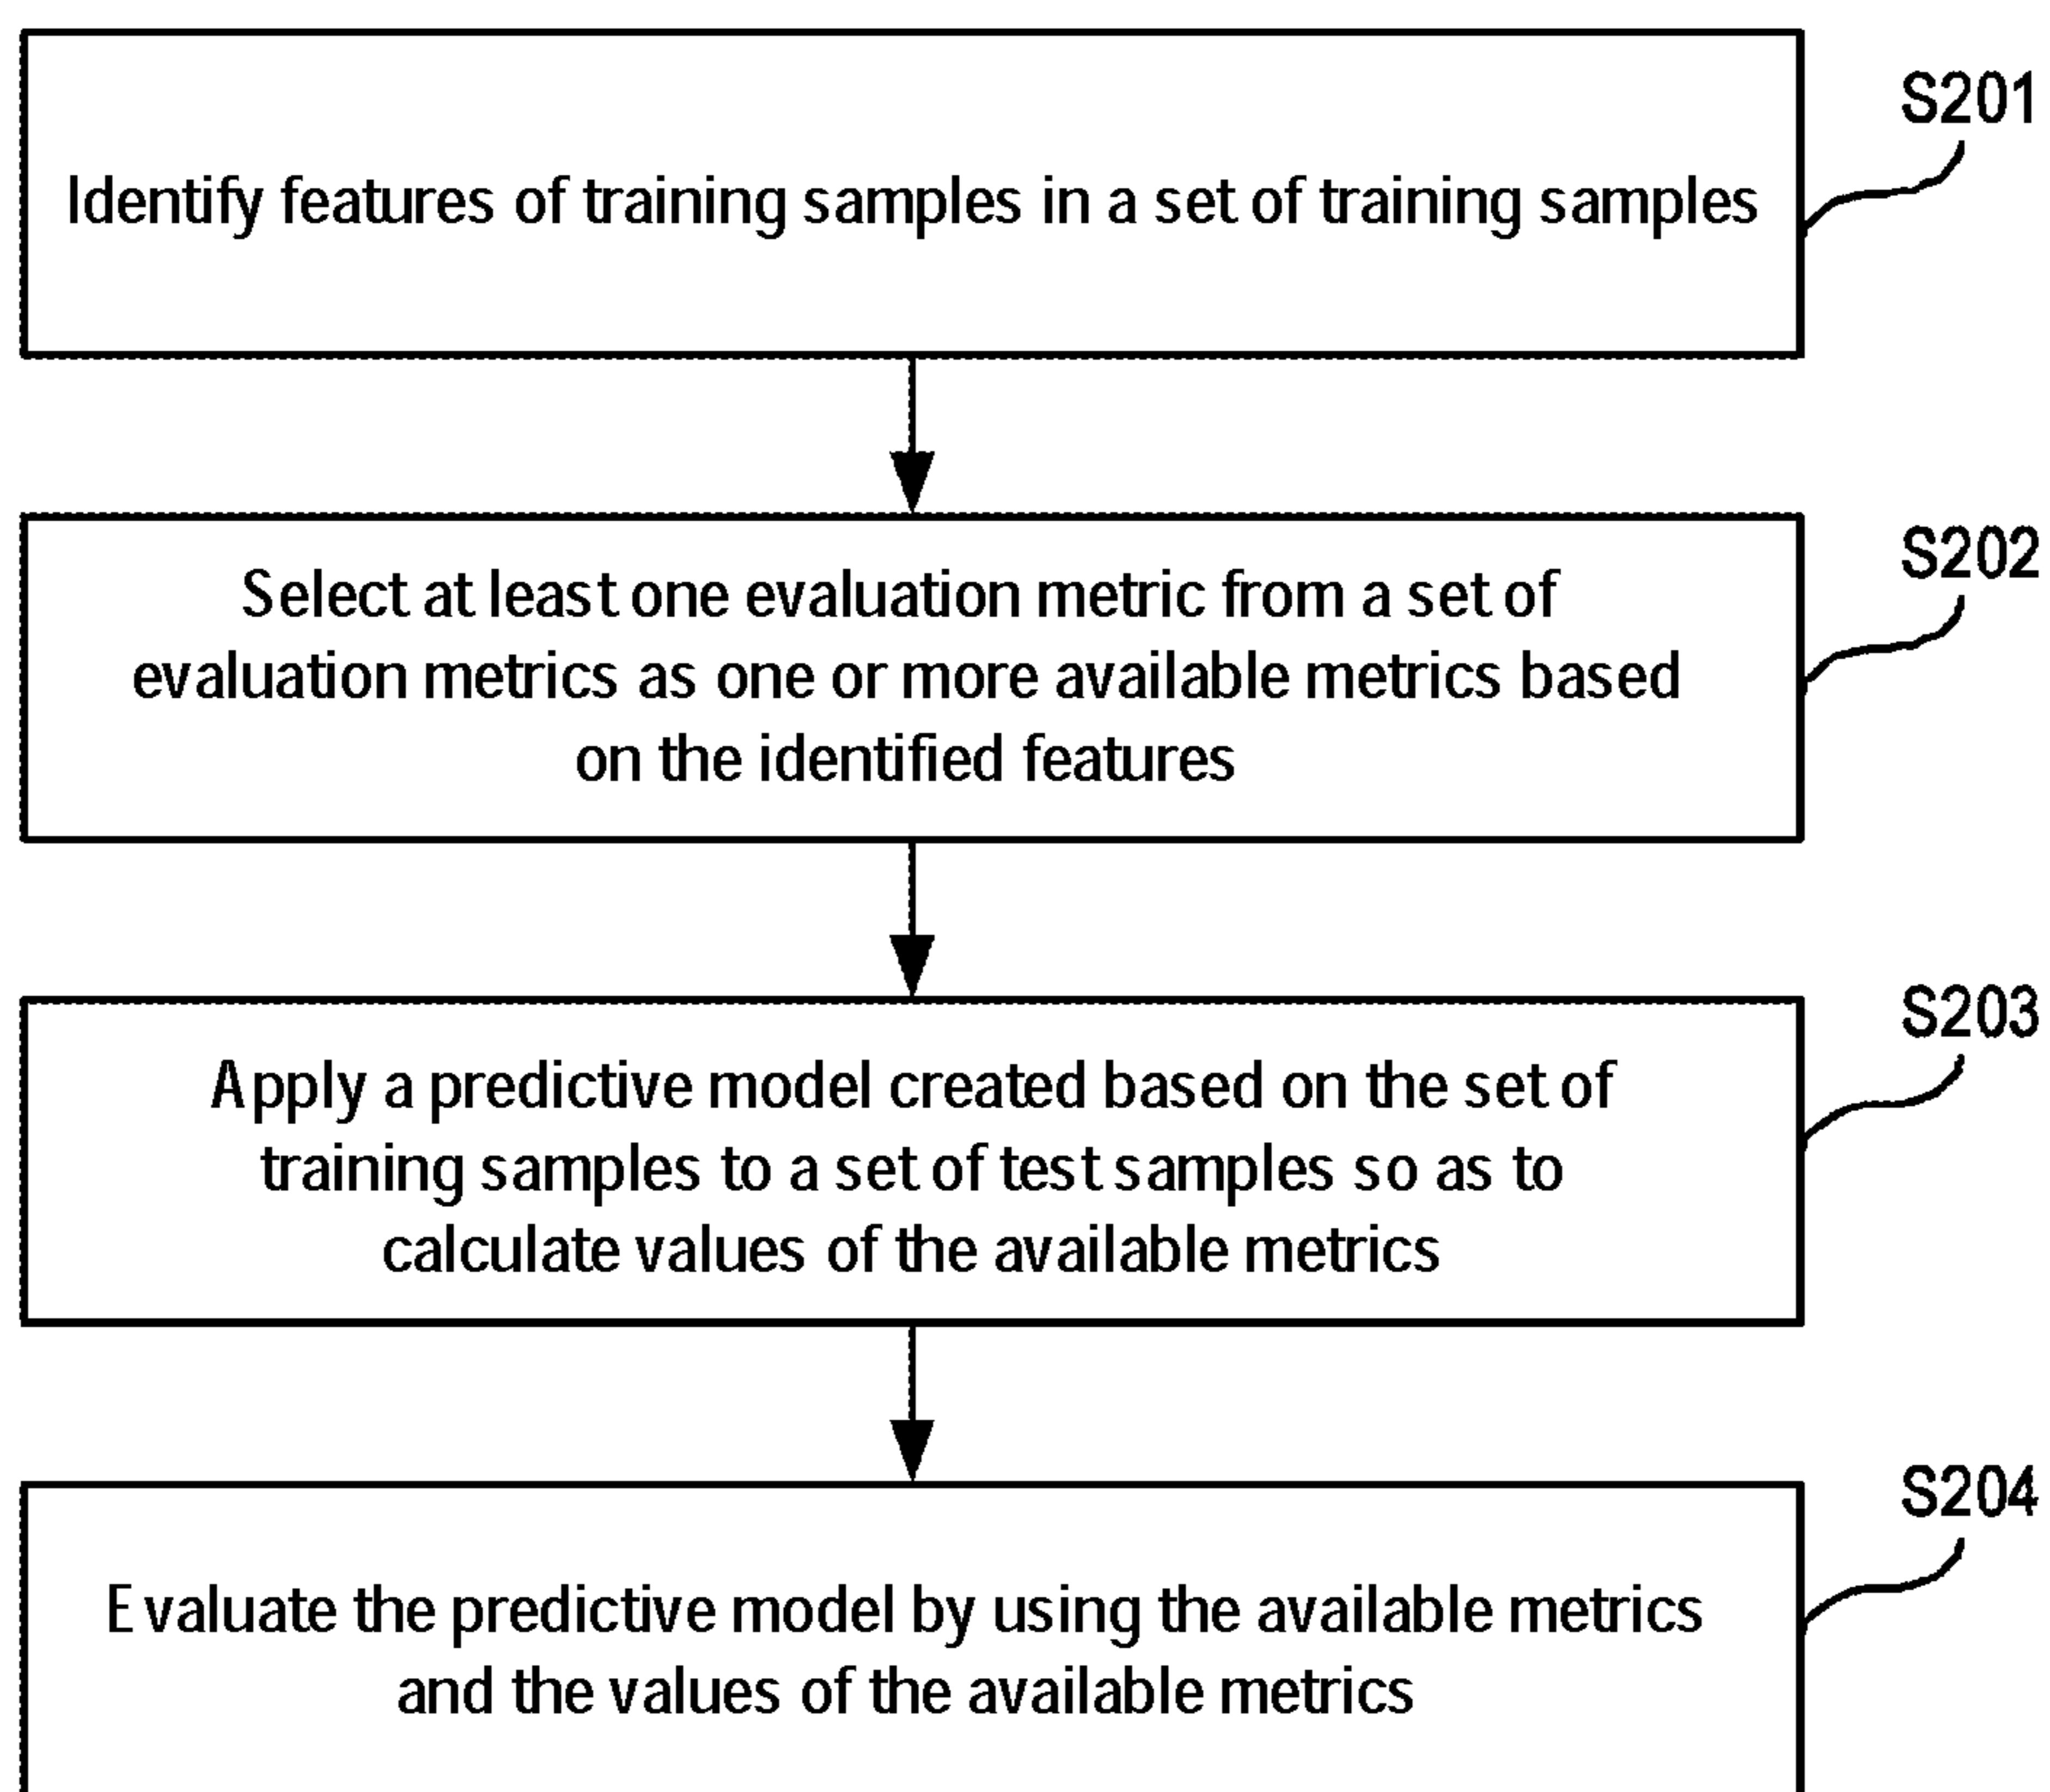 S201
Identify features of training samples in a set of training samples
S202
Select at least one evaluation metric from a set of
evaluation metrics as one or more available metrics based
on the identified features
S203
Apply a predictive model created based on the set of
training samples to a set of test samples so as to
calculate values of the available metrics
S204
Evaluate the predictive model by using the available metrics
and the values of the available metrics